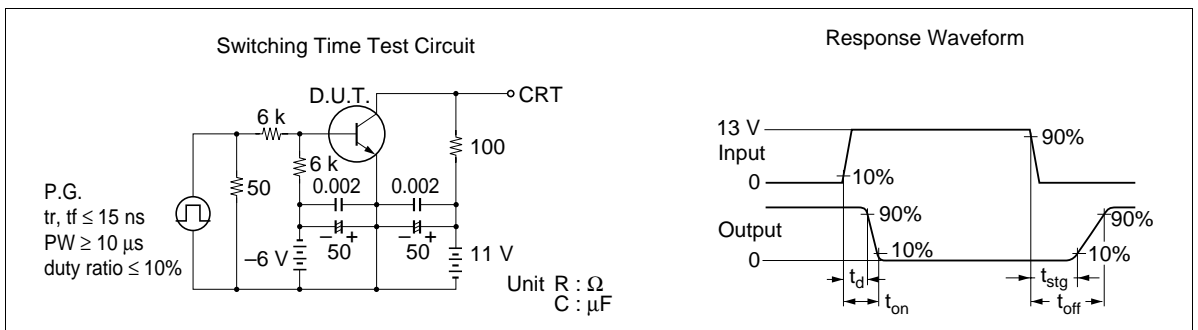 Switching Time Test Circuit
Response Waveform
D.U.T.
CRT
6 k
6 k
50
100
0.002
0.002
P.G.
tr, tf ≤ 15 ns
PW ≥ 10 μs
duty ratio ≤ 10%
– +
50
– +
50
–6 V
11 V
Unit R : Ω
C : μF
13 V
Input
0
90%
10%
Output
0
90%
10%
90%
10%
td
ton
tstg
toff